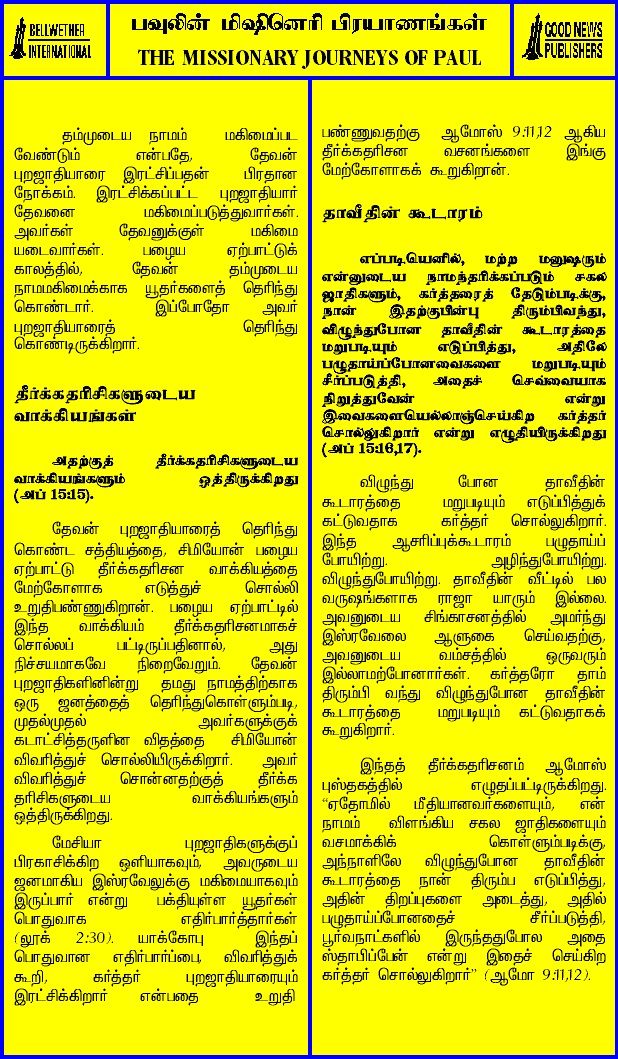 BELLWETHER
INTERNATIONAL
பவுலின் மிஷினெரி பிரயாணங்கள்
THE MISSIONARY JOURNEYS OF PAUL
GOOD NEWS
PUBLISHERS
தம்முடைய நாமம் மகிமைப்பட
வேண்டும் என்பதே, தேவன்
புறஜாதியாரை இரட்சிப்பதன் பிரதான
நோக்கம். இரட்சிக்கப்பட்ட புறஜாதியார்
தேவனை மகிமைப்படுத்துவார்கள்.
அவர்கள் தேவனுக்குள் மகிமை
யடைவார்கள். பழைய ஏற்பாட்டுக்
காலத்தில், தேவன் தம்முடைய
நாமமகிமைக்காக யூதர்களைத் தெரிந்து
கொண்டார். இப்போதோ அவர்
புறஜாதியாரைத் தெரிந்து
கொண்டிருக்கிறார்.
தீர்க்கதரிசிகளுடைய
வாக்கியங்கள்
அதற்குத் தீர்க்கதரிசிகளுடைய
வாக்கியங்களும் ஒத்திருக்கிறது
(அப் 15:15).
தேவன் புறஜாதியாரைத் தெரிந்து
கொண்ட சத்தியத்தை, சிமியோன் பழைய
ஏற்பாட்டு தீர்க்கதரிசன வாக்கியத்தை
மேற்கோளாக எடுத்துச் சொல்லி
உறுதிபண்ணுகிறான். பழைய ஏற்பாட்டில்
இந்த வாக்கியம் தீர்க்கதரிசனமாகச்
சொல்லப் பட்டிருப்பதினால், அது
நிச்சயமாகவே நிறைவேறும். தேவன்
புறஜாதிகளினின்று தமது நாமத்திற்காக
ஒரு ஜனத்தைத் தெரிந்துகொள்ளும்படி,
முதல்முதல் அவர்களுக்குக்
கடாட்சித்தருளின விதத்தை சிமியோன்
விவரித்துச் சொல்லியிருக்கிறார். அவர்
விவரித்துச் சொன்னதற்குத் தீர்க்க
தரிசிகளுடைய வாக்கியங்களும்
ஒத்திருக்கிறது.
மேசியா புறஜாதிகளுக்குப்
பிரகாசிக்கிற ஒளியாகவும், அவருடைய
ஜனமாகிய இஸ்ரவேலுக்கு மகிமையாகவும்
இருப்பார் என்று பக்தியுள்ள யூதர்கள்
பொதுவாக எதிர்பார்த்தார்கள்
(லூக் 2:30). யாக்கோபு இந்தப்
பொதுவான எதிர்பார்ப்பை, விவரித்துக்
கூறி, கர்த்தர் புறஜாதியாரையும்
இரட்சிக்கிறார் என்பதை உறுதி
பண்ணுவதற்கு ஆமோஸ் 9:11,12 ஆகிய
தீர்க்கதரிசன வசனங்களை இங்கு
மேற்கோளாகக் கூறுகிறான்.
தாவீதின் கூடாரம்
எப்படியெனில், மற்ற மனுஷரும்
என்னுடைய நாமந்தரிக்கப்படும் சகல
ஜாதிகளும், கர்த்தரைத் தேடும்படிக்கு,
நான் இதற்குபின்பு திரும்பிவந்து,
விழுந்துபோன தாவீதின் கூடாரத்தை
மறுபடியும் எடுப்பித்து, அதிலே
பழுதாய்ப்போனவைகளை மறுபடியும்
சீர்ப்படுத்தி, அதைச் செவ்வையாக
நிறுத்துவேன் என்று
இவைகளையெல்லாஞ்செய்கிற கர்த்தர்
சொல்லுகிறார் என்று எழுதியிருக்கிறது
(அப் 15:16,17).
விழுந்து போன தாவீதின்
கூடாரத்தை மறுபடியும் எடுப்பித்துக்
கட்டுவதாக கர்த்தர் சொல்லுகிறார்.
இந்த ஆசரிப்புக்கூடாரம் பழுதாய்ப்
போயிற்று. அழிந்துபோயிற்று.
விழுந்துபோயிற்று. தாவீதின் வீட்டில் பல
வருஷங்களாக ராஜா யாரும் இல்லை.
அவனுடைய சிங்காசனத்தில் அமர்ந்து
இஸ்ரவேலை ஆளுகை செய்வதற்கு,
அவனுடைய வம்சத்தில் ஒருவரும்
இல்லாமற்போனார்கள். கர்த்தரோ தாம்
திரும்பி வந்து விழுந்துபோன தாவீதின்
கூடாரத்தை மறுபடியும் கட்டுவதாகக்
கூறுகிறார்.
இந்தத் தீர்க்கதரிசனம் ஆமோஸ்
புஸ்தகத்தில் எழுதப்பட்டிருக்கிறது.
“ஏதோமில் மீதியானவர்களையும், என்
நாமம் விளங்கிய சகல ஜாதிகளையும்
வசமாக்கிக் கொள்ளும்படிக்கு,
அந்நாளிலே விழுந்துபோன தாவீதின்
கூடாரத்தை நான் திரும்ப எடுப்பித்து,
அதின் திறப்புகளை அடைத்து, அதில்
பழுதாய்ப்போனதைச் சீர்ப்படுத்தி,
பூர்வநாட்களில் இருந்ததுபோல அதை
ஸ்தாபிப்பேன் என்று இதைச் செய்கிற
கர்த்தர் சொல்லுகிறார்” (ஆமோ 9:11,12).